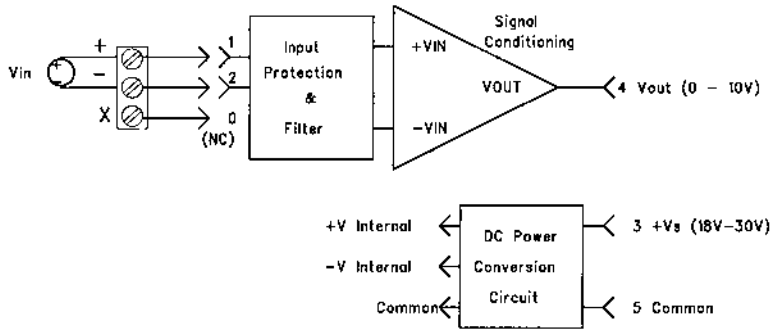 Signal
Conditioning
+
1
Input
Protection
&
Filter
+VIN
Vin
+
-
-
2
VOUT
4 Vout (0 - 10V)
X
0
(NC)
-VIN
+V Internal
-V Internal
Common
DC Power
Conversion
Circuit
3 +Vs (18V-30V)
5 Common